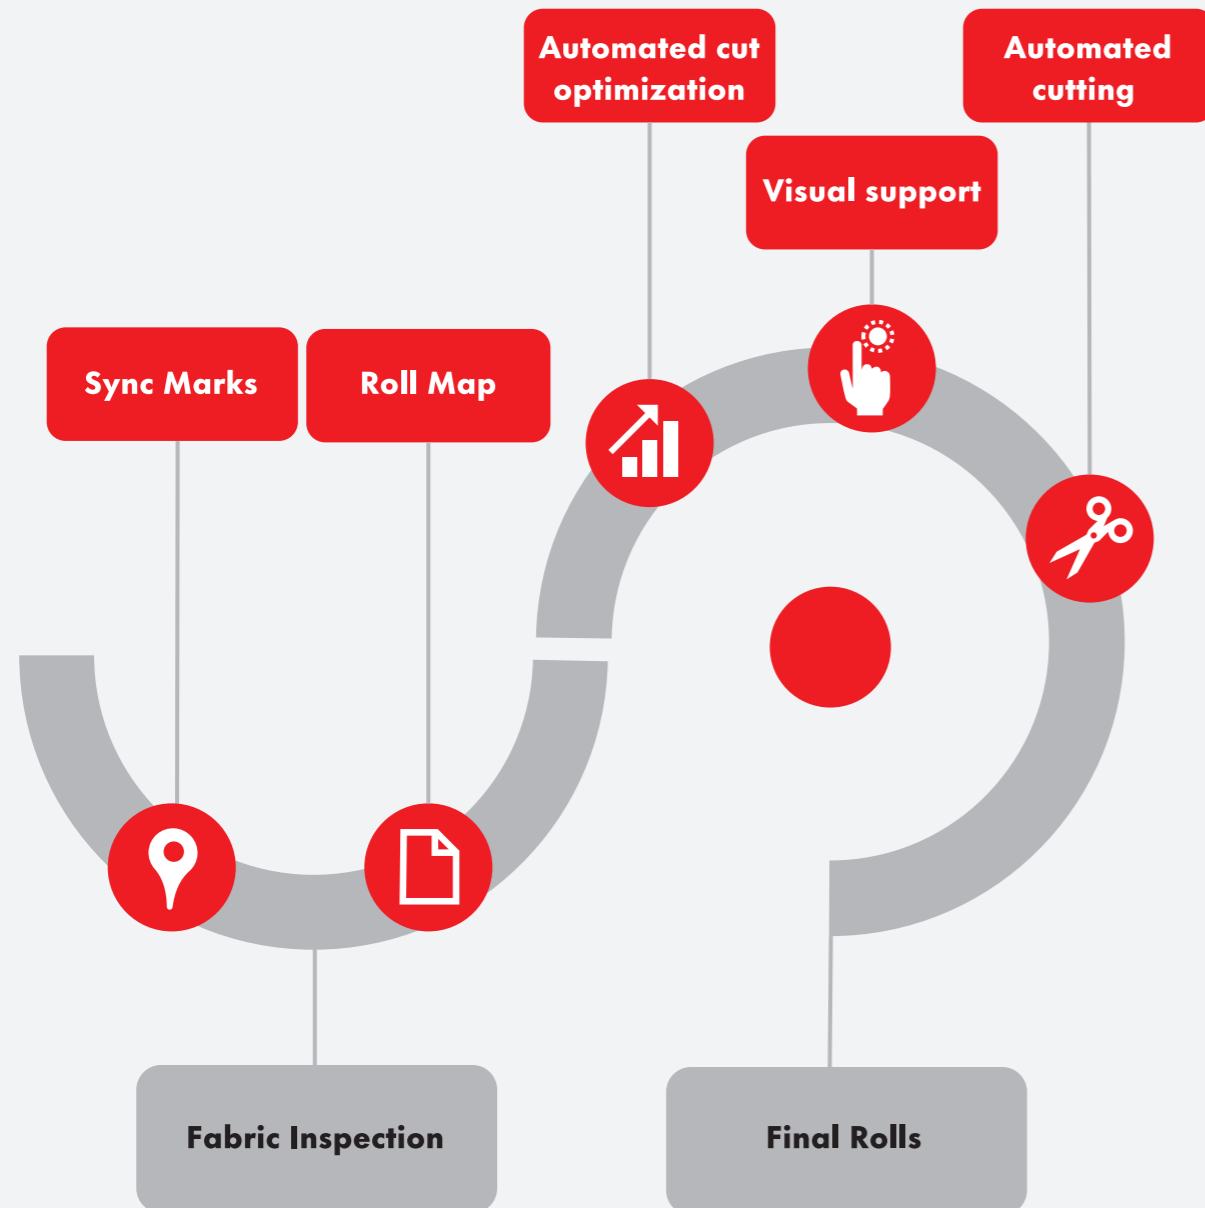 Automated cut
optimization
Automated
cutting
Visual support
Sync Marks
Roll Map
Fabric Inspection
Final Rolls